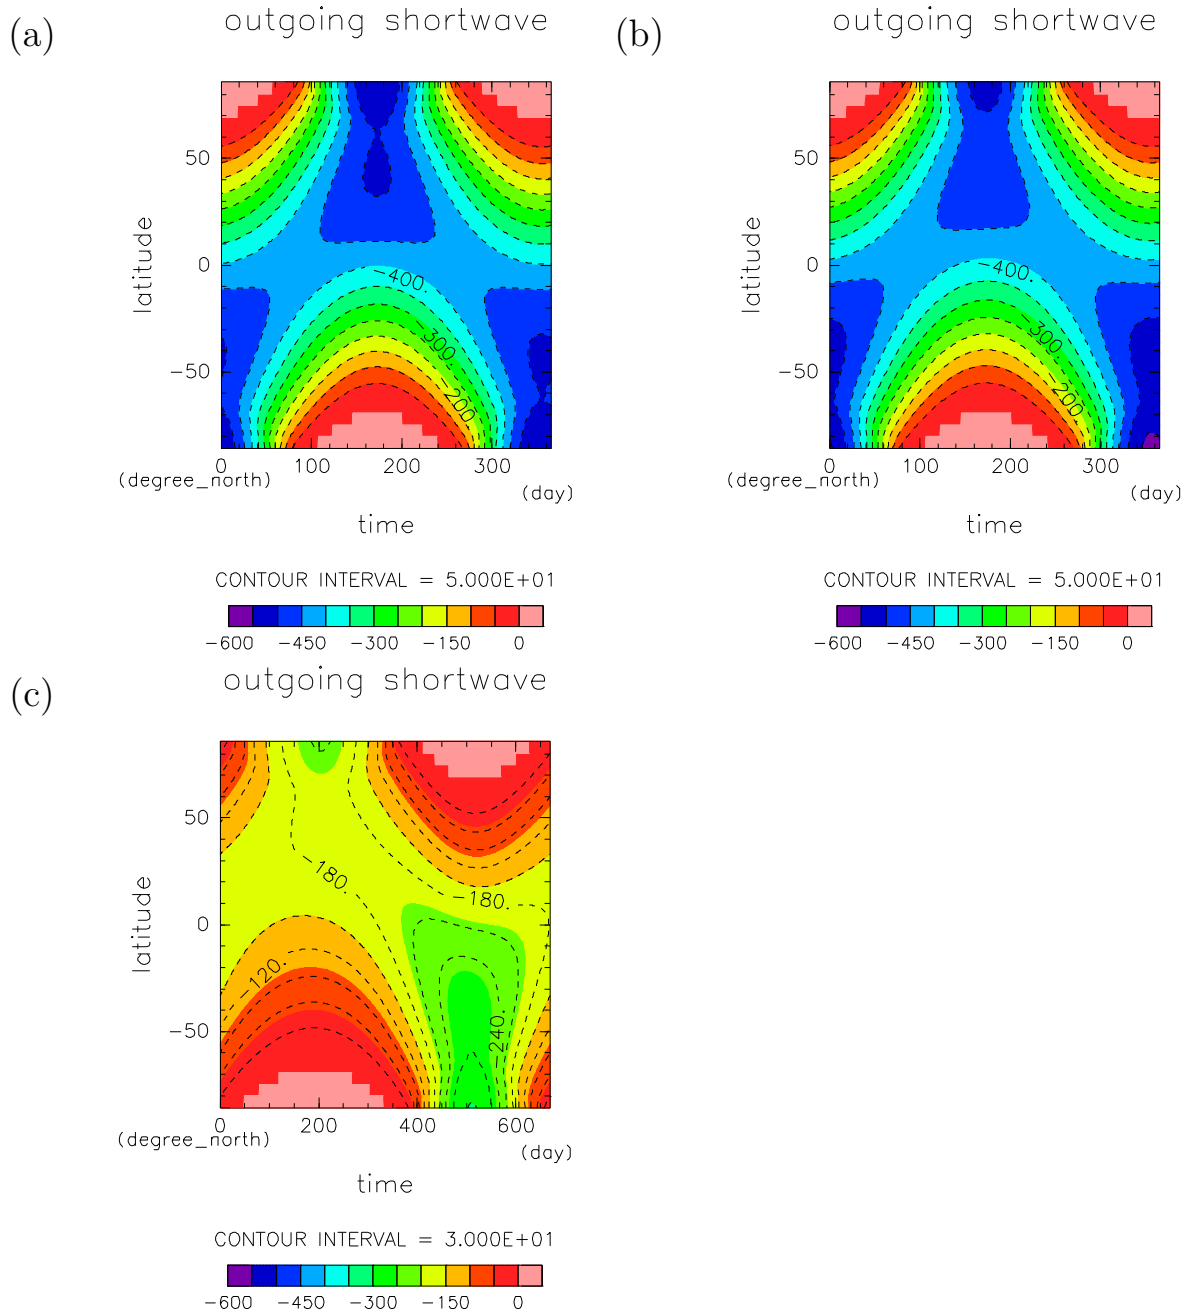 (a)
outgoing shortwave
latitude
50
0
−50
−400.
−300.
−200.
0 100 200 300
(degree_north)
(day)
time
CONTOUR INTERVAL = 5.000E+01
−600 −450 −300 −150 0
(b)
outgoing shortwave
latitude
50
0
−50
−400.
−300.
−200.
0 100 200 300
(degree_north)
(day)
time
CONTOUR INTERVAL = 5.000E+01
−600 −450 −300 −150 0
(c)
outgoing shortwave
latitude
50
0
−50
−180.
−180.
−120.
−240.
0 200 400 600
(degree_north)
(day)
time
CONTOUR INTERVAL = 3.000E+01
−600 −450 −300 −150 0